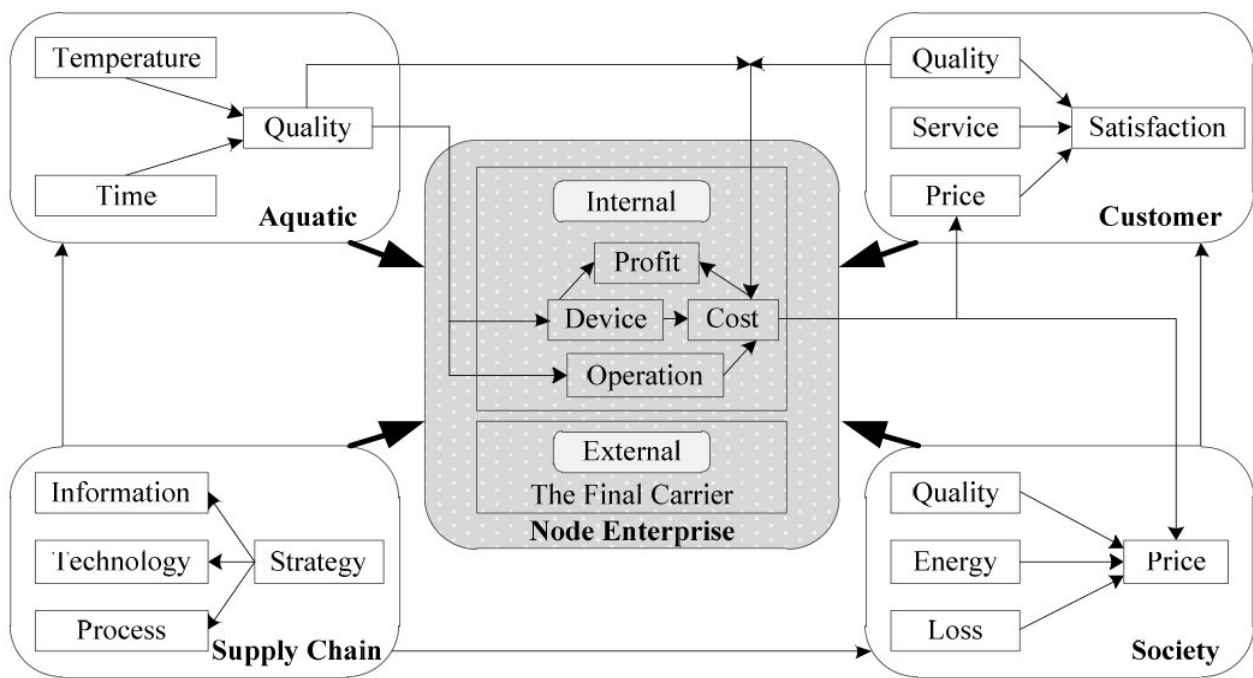 Temperature
Quality
Time
Aquatic
Quality
Service
Satisfaction
Price
Customer
Internal
Profit
Device
Cost
Operation
External
The Final Carrier
Node Enterprise
Information
Technology
Strategy
Process
Supply Chain
Quality
Energy
Price
Loss
Society